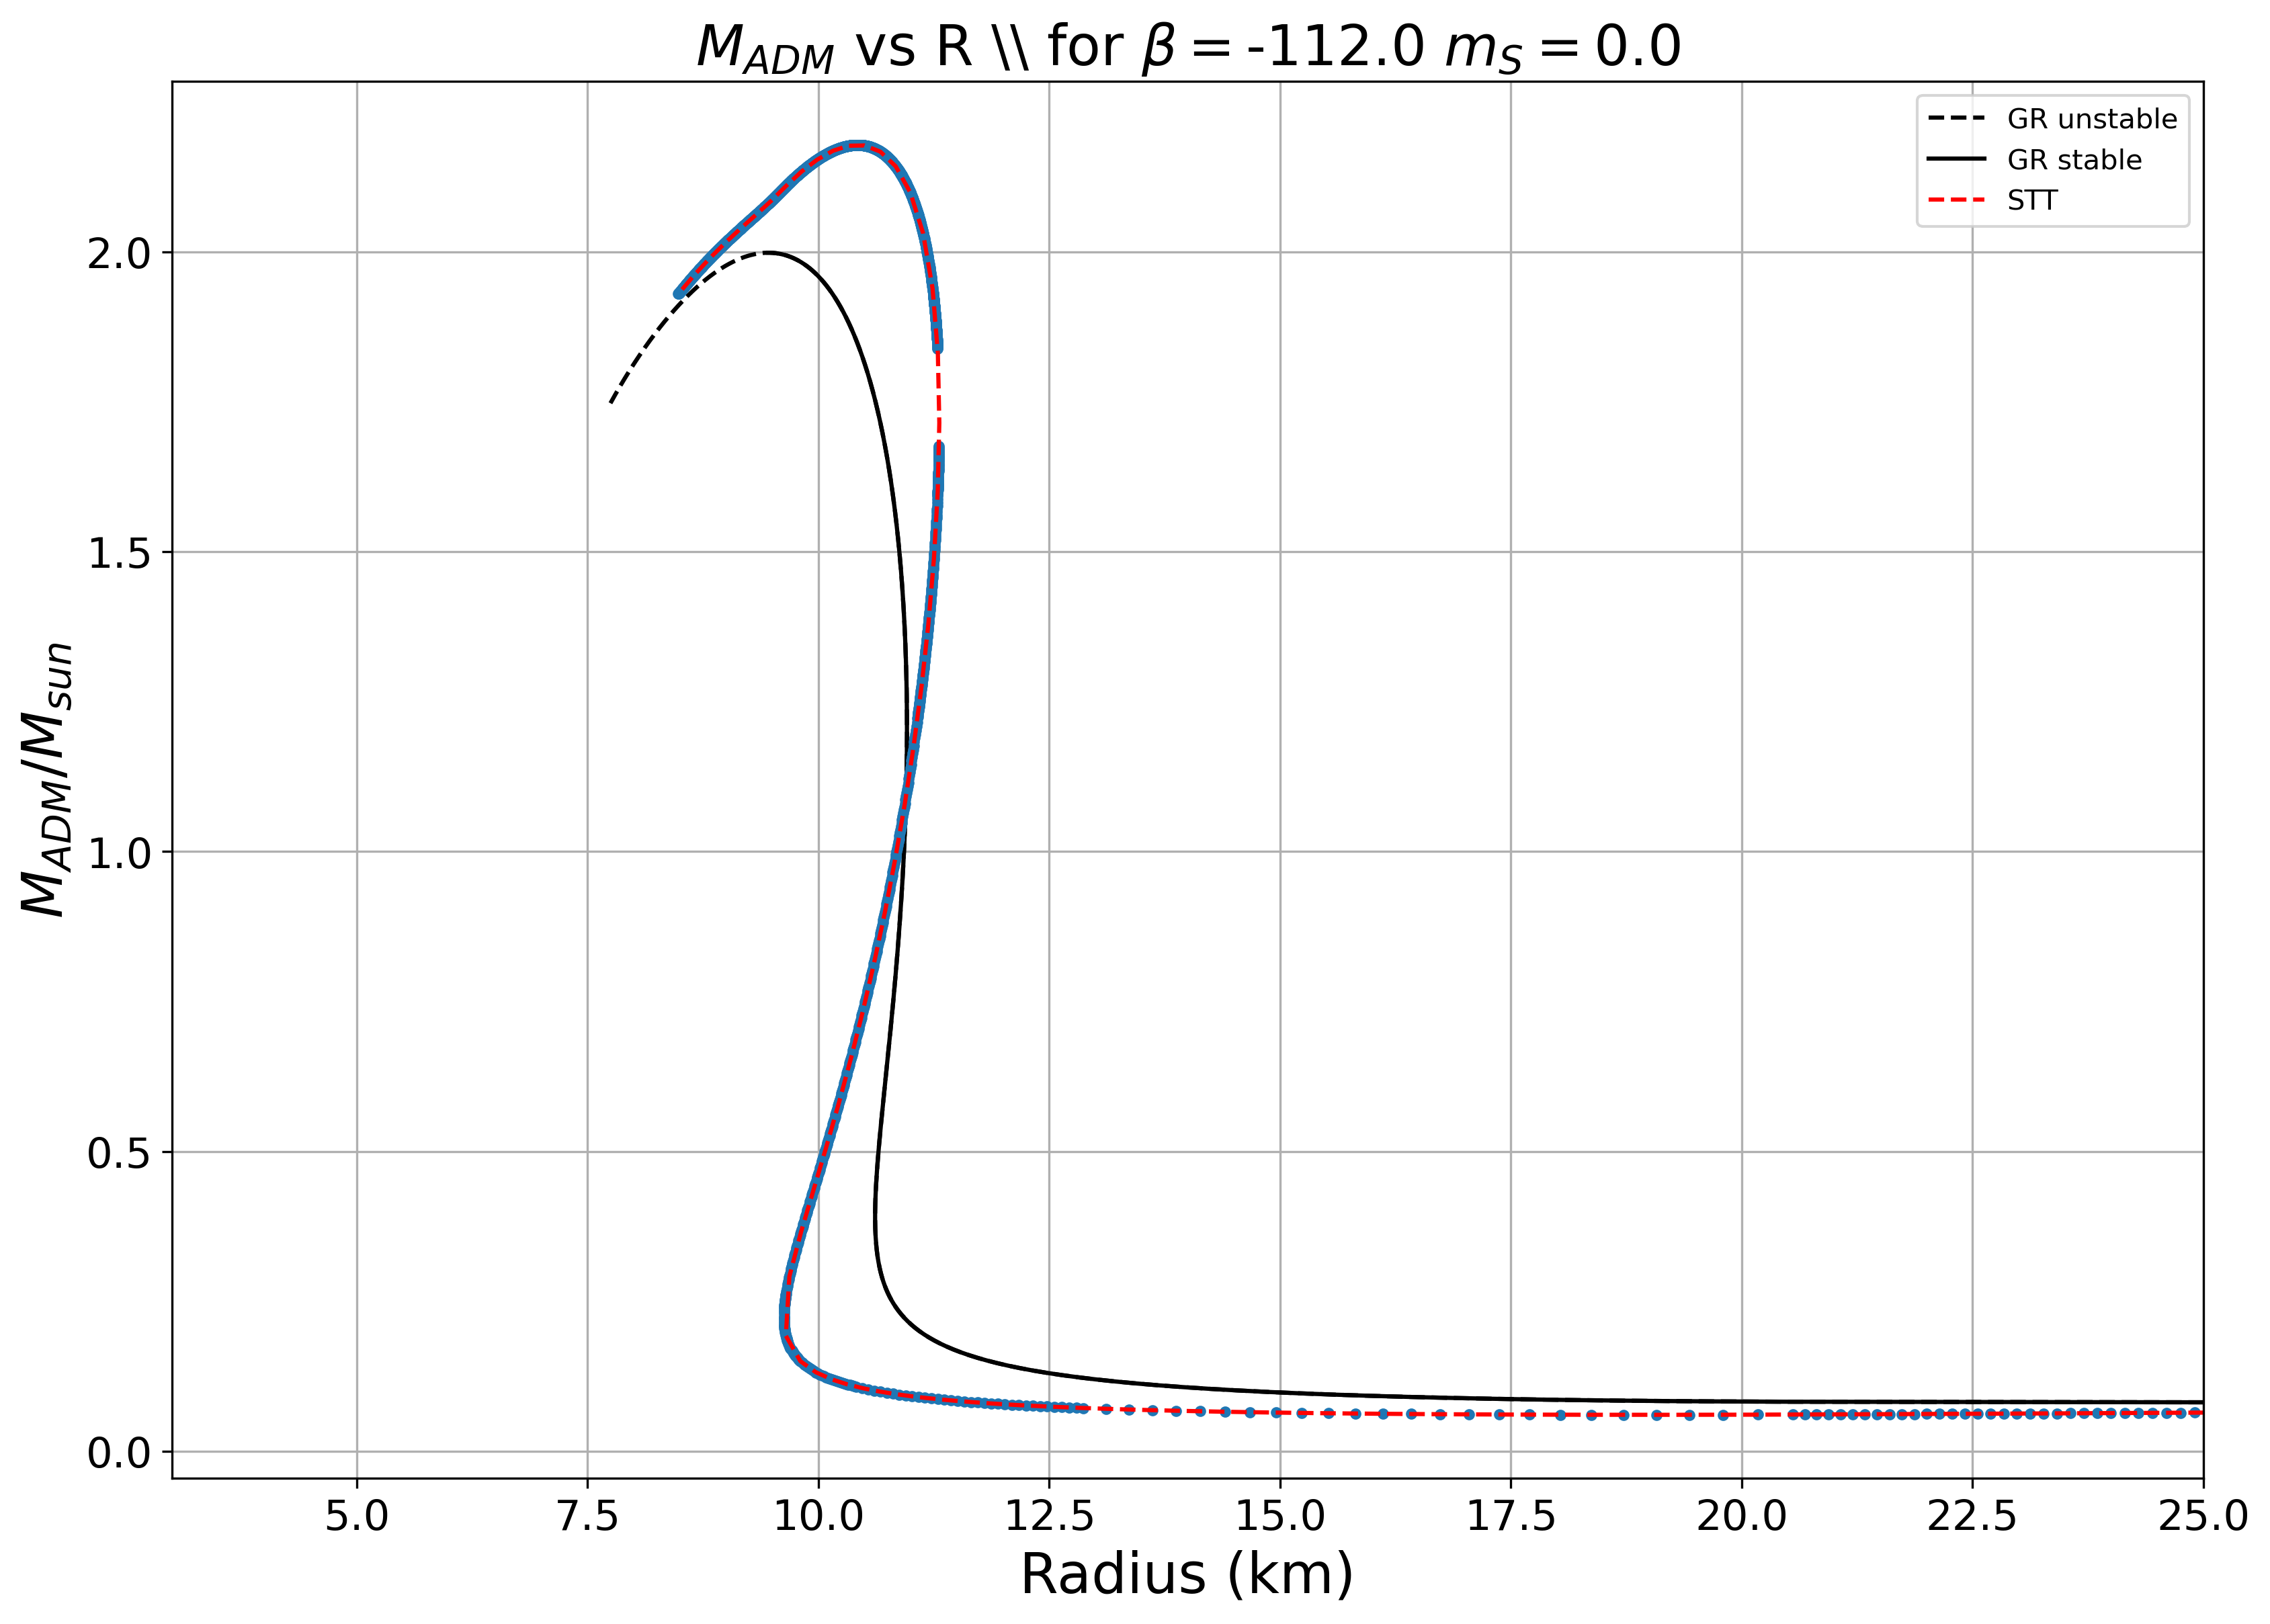 M_ADM vs R \\ for β = -112.0 m_S = 0.0
GR unstable
GR stable
STT
M_ADM/M_sun
2.0
1.5
1.0
0.5
0.0
5.0 7.5 10.0 12.5 15.0 17.5 20.0 22.5 25.0
Radius (km)